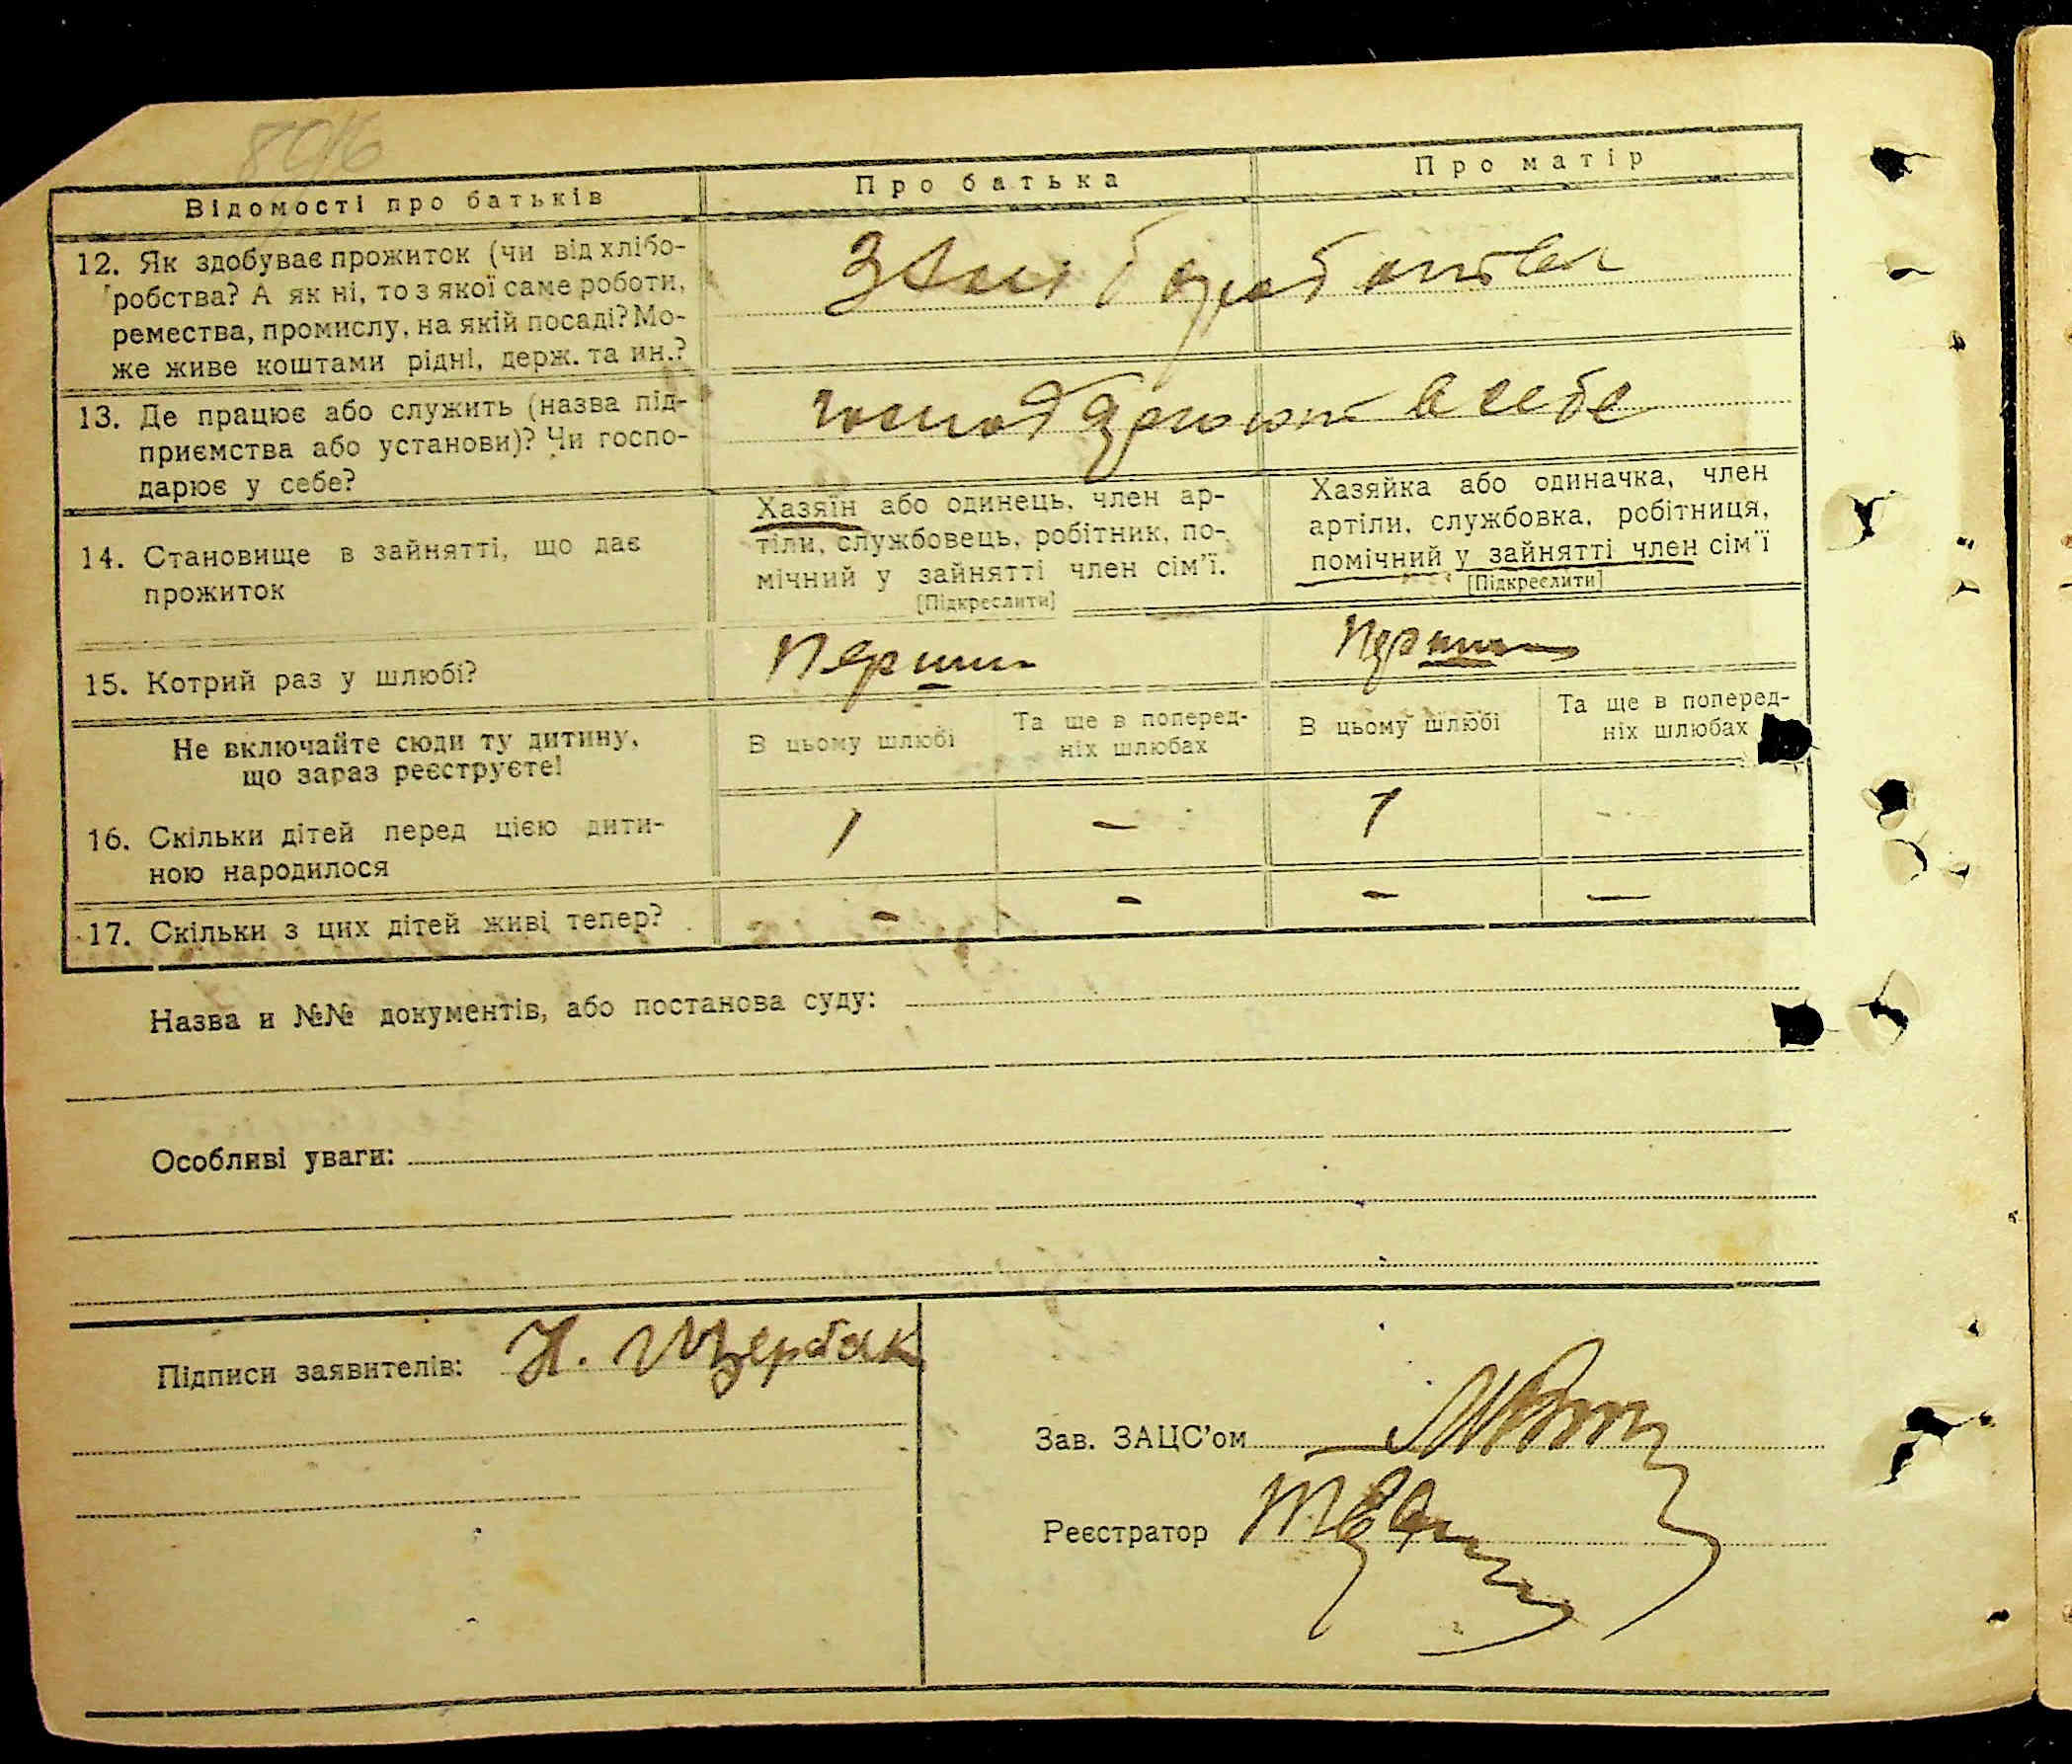 Відомості про батьків
Про батька
Про матір
12. Як здобуває прожиток (чи від хлібо-
робства? А як ні, то з якої саме роботи,
ремества, промислу, на якій посаді? Мо-
же живе коштами рідні, держ. та ин.?
13. Де працює або служить (назва під-
приємства або установи)? Чи госпо-
дарює у себе?
в себе
14. Становище в зайнятті, що дає
прожиток
Хазяїн або одинець, член ар-
тіли, службовець, робітник, по-
мічний у зайнятті член сім'ї.
[Підкреслити]
Хазяйка або одиначка, член
артіли, службовка, робітниця,
помічний у зайнятті член сім'ї
[Підкреслити]
15. Котрий раз у шлюбі?
Перший
Перший
Не включайте сюди ту дитину,
що зараз реєструєте!
В цьому шлюбі
Та ще в поперед-
ніх шлюбах
В цьому шлюбі
Та ще в поперед-
ніх шлюбах
16. Скільки дітей перед цією дити-
ною народилося
1 - 1
17. Скільки з цих дітей живі тепер?
- - - -
Назва и №№ документів, або постанова суду:
Особливі уваги:
Підписи заявителів: Н. Щербак
Зав. ЗАЦС'ом
Реєстратор